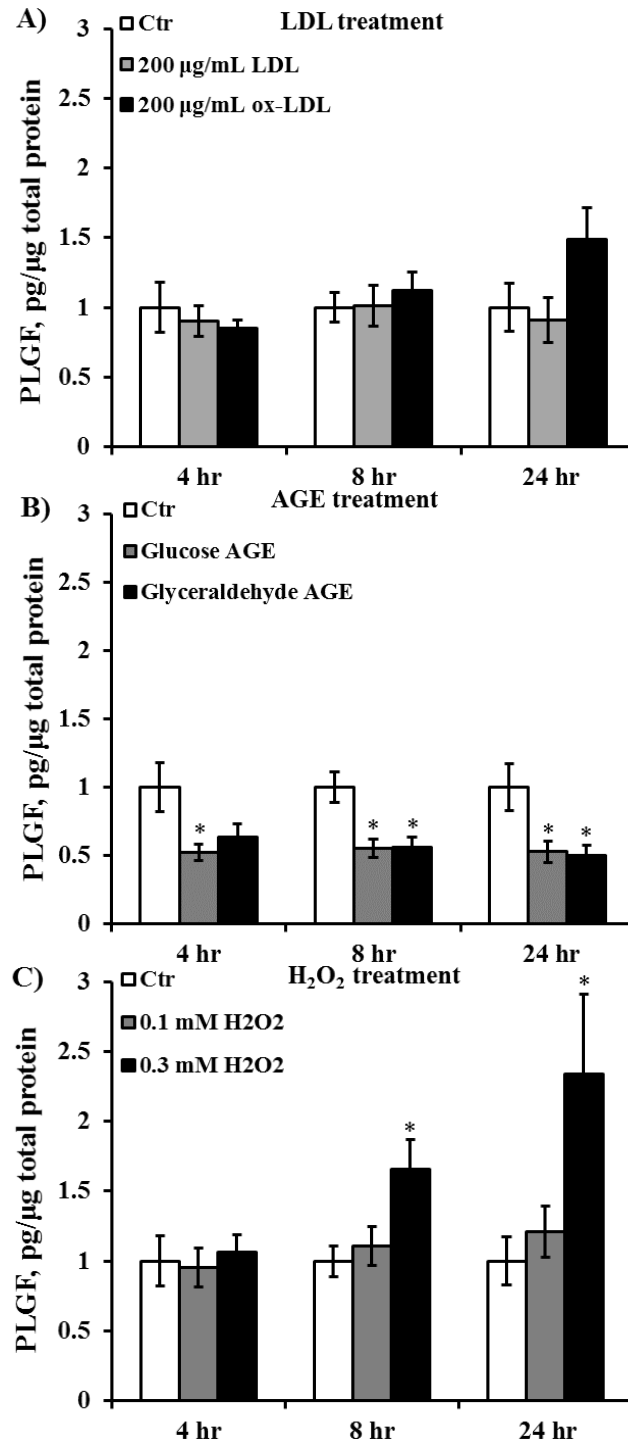 A)
LDL treatment
Ctr
200 µg/mL LDL
200 µg/mL ox-LDL
PLGF, pg/µg total protein
3
2.5
2
1.5
1
0.5
0
4 hr 8 hr 24 hr
B)
AGE treatment
Ctr
Glucose AGE
Glyceraldehyde AGE
PLGF, pg/µg total protein
3
2.5
2
1.5
1
0.5
0
* * * * *
4 hr 8 hr 24 hr
C)
H₂O₂ treatment
Ctr
0.1 mM H2O2
0.3 mM H2O2
PLGF, pg/µg total protein
3
2.5
2
1.5
1
0.5
0
* *
4 hr 8 hr 24 hr